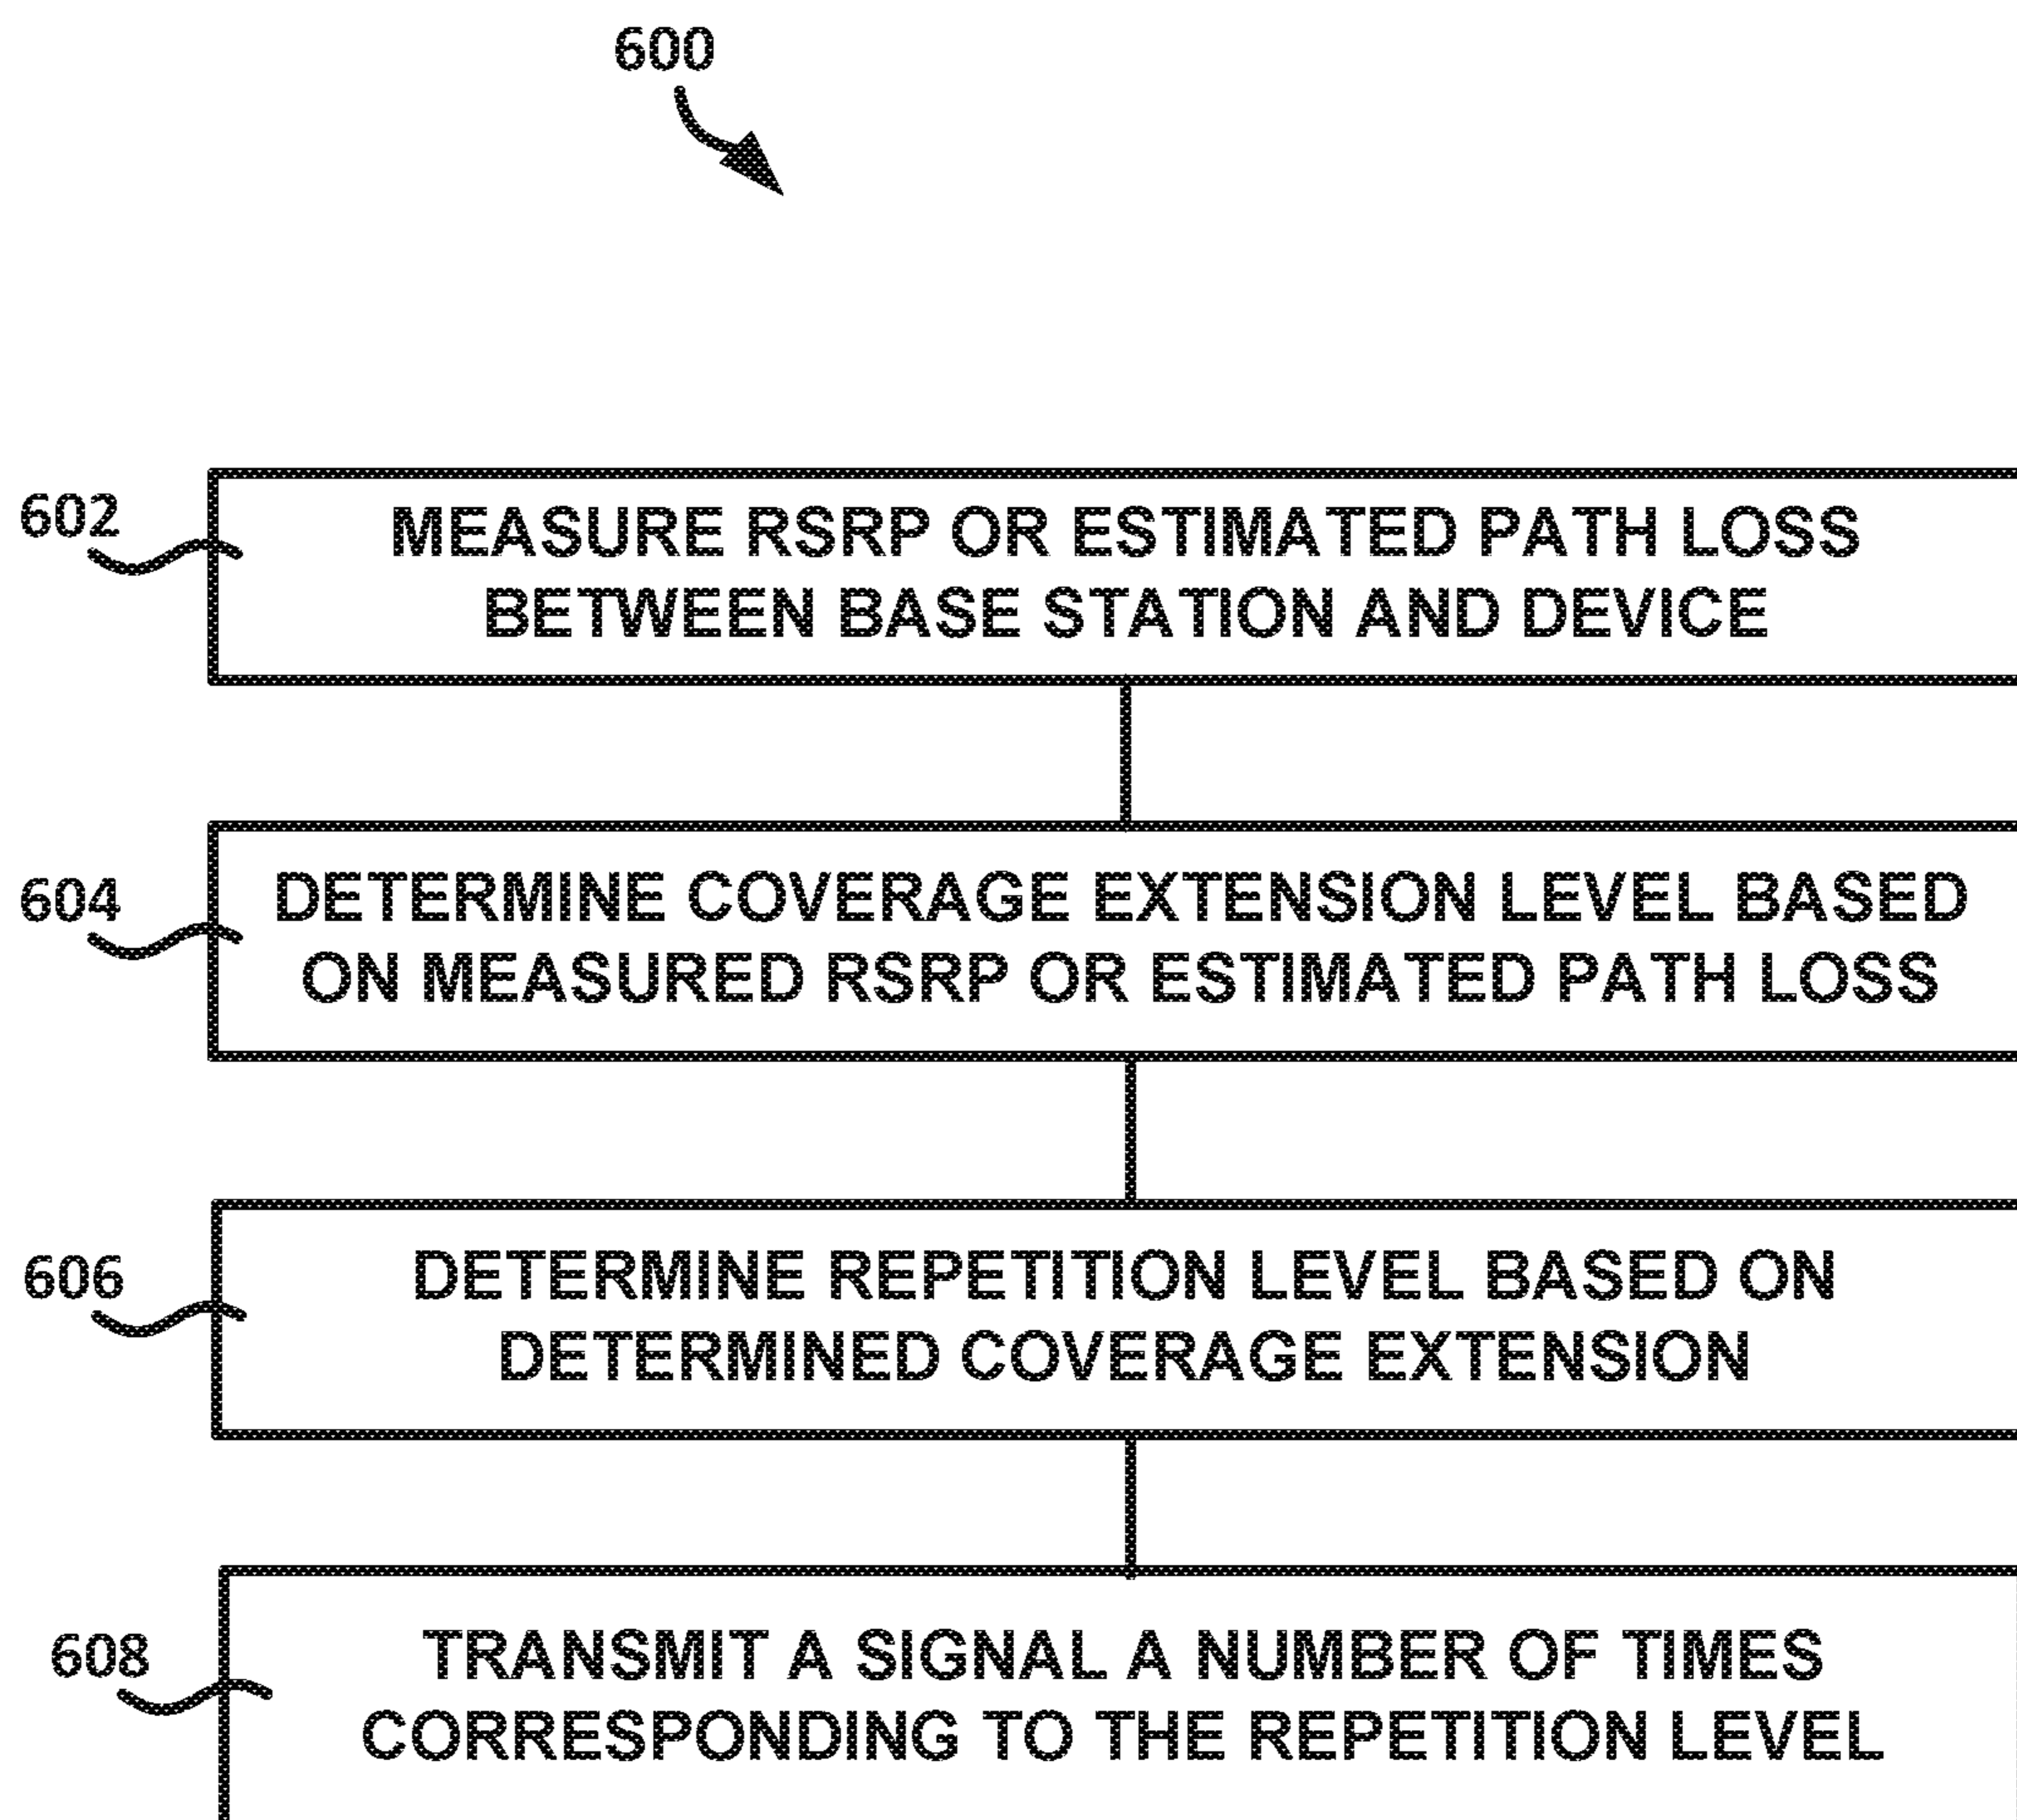 600
602
MEASURE RSRP OR ESTIMATED PATH LOSS
BETWEEN BASE STATION AND DEVICE
604
DETERMINE COVERAGE EXTENSION LEVEL BASED
ON MEASURED RSRP OR ESTIMATED PATH LOSS
606
DETERMINE REPETITION LEVEL BASED ON
DETERMINED COVERAGE EXTENSION
608
TRANSMIT A SIGNAL A NUMBER OF TIMES
CORRESPONDING TO THE REPETITION LEVEL